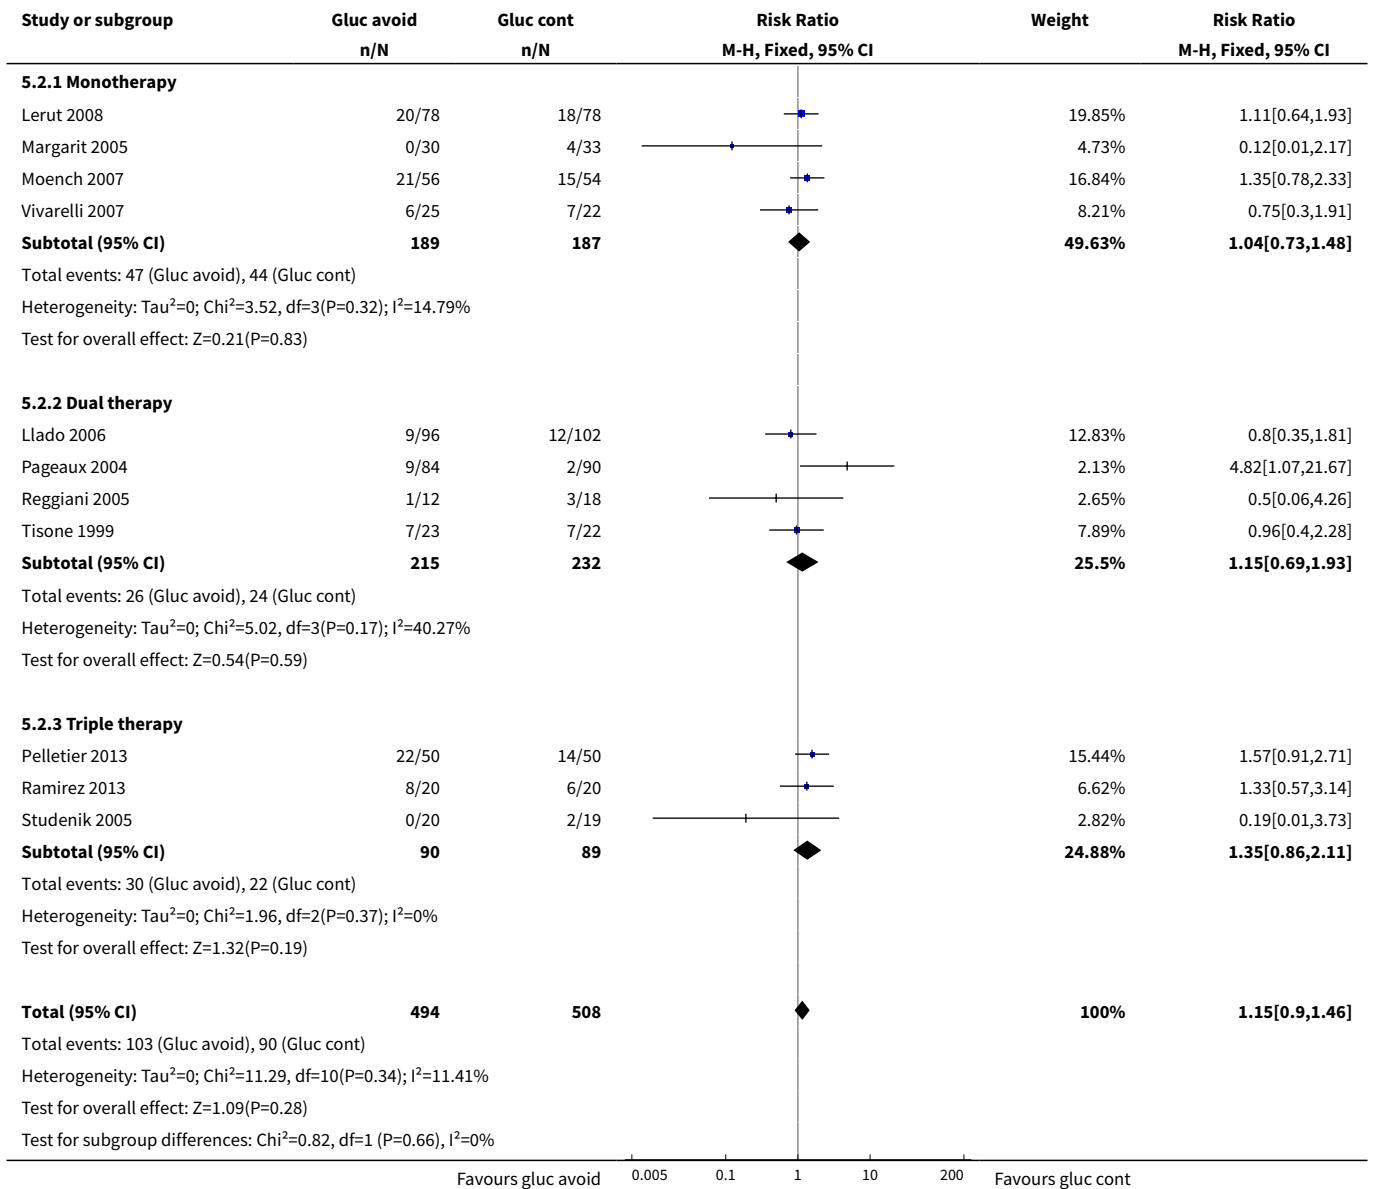 Study or subgroup Gluc avoid Gluc cont Risk Ratio Weight Risk Ratio
n/N n/N M-H, Fixed, 95% CI M-H, Fixed, 95% CI
5.2.1 Monotherapy
Lerut 2008 20/78 18/78 19.85% 1.11[0.64,1.93]
Margarit 2005 0/30 4/33 4.73% 0.12[0.01,2.17]
Moench 2007 21/56 15/54 16.84% 1.35[0.78,2.33]
Vivarelli 2007 6/25 7/22 8.21% 0.75[0.3,1.91]
Subtotal (95% CI) 189 187 49.63% 1.04[0.73,1.48]
Total events: 47 (Gluc avoid), 44 (Gluc cont)
Heterogeneity: Tau²=0; Chi²=3.52, df=3(P=0.32); I²=14.79%
Test for overall effect: Z=0.21(P=0.83)
5.2.2 Dual therapy
Llado 2006 9/96 12/102 12.83% 0.8[0.35,1.81]
Pageaux 2004 9/84 2/90 2.13% 4.82[1.07,21.67]
Reggiani 2005 1/12 3/18 2.65% 0.5[0.06,4.26]
Tisone 1999 7/23 7/22 7.89% 0.96[0.4,2.28]
Subtotal (95% CI) 215 232 25.5% 1.15[0.69,1.93]
Total events: 26 (Gluc avoid), 24 (Gluc cont)
Heterogeneity: Tau²=0; Chi²=5.02, df=3(P=0.17); I²=40.27%
Test for overall effect: Z=0.54(P=0.59)
5.2.3 Triple therapy
Pelletier 2013 22/50 14/50 15.44% 1.57[0.91,2.71]
Ramirez 2013 8/20 6/20 6.62% 1.33[0.57,3.14]
Studenik 2005 0/20 2/19 2.82% 0.19[0.01,3.73]
Subtotal (95% CI) 90 89 24.88% 1.35[0.86,2.11]
Total events: 30 (Gluc avoid), 22 (Gluc cont)
Heterogeneity: Tau²=0; Chi²=1.96, df=2(P=0.37); I²=0%
Test for overall effect: Z=1.32(P=0.19)
Total (95% CI) 494 508 100% 1.15[0.9,1.46]
Total events: 103 (Gluc avoid), 90 (Gluc cont)
Heterogeneity: Tau²=0; Chi²=11.29, df=10(P=0.34); I²=11.41%
Test for overall effect: Z=1.09(P=0.28)
Test for subgroup differences: Chi²=0.82, df=1 (P=0.66), I²=0%
Favours gluc avoid 0.005 0.1 1 10 200 Favours gluc cont